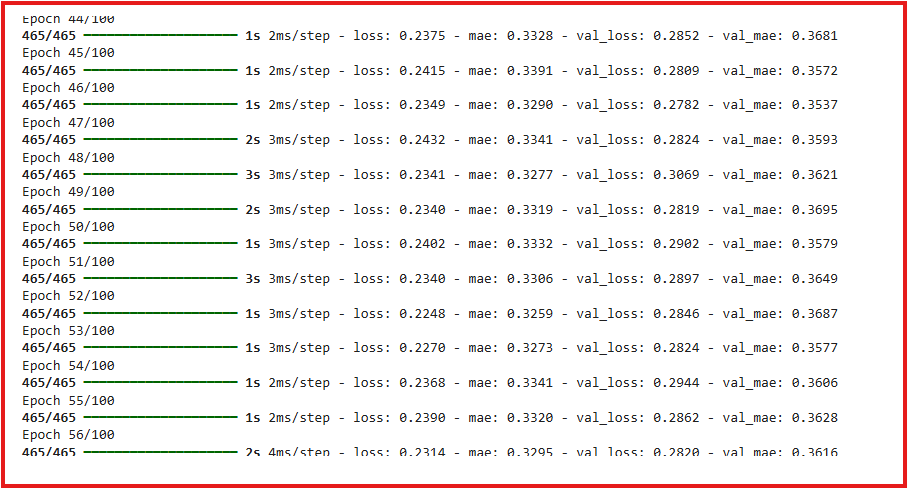 Epoch 44/100
465/465 ━━━━━━━━━━━━━━━━━━━━ 1s 2ms/step - loss: 0.2375 - mae: 0.3328 - val_loss: 0.2852 - val_mae: 0.3681
Epoch 45/100
465/465 ━━━━━━━━━━━━━━━━━━━━ 1s 2ms/step - loss: 0.2415 - mae: 0.3391 - val_loss: 0.2809 - val_mae: 0.3572
Epoch 46/100
465/465 ━━━━━━━━━━━━━━━━━━━━ 1s 2ms/step - loss: 0.2349 - mae: 0.3290 - val_loss: 0.2782 - val_mae: 0.3537
Epoch 47/100
465/465 ━━━━━━━━━━━━━━━━━━━━ 2s 3ms/step - loss: 0.2432 - mae: 0.3341 - val_loss: 0.2824 - val_mae: 0.3593
Epoch 48/100
465/465 ━━━━━━━━━━━━━━━━━━━━ 3s 3ms/step - loss: 0.2341 - mae: 0.3277 - val_loss: 0.3069 - val_mae: 0.3621
Epoch 49/100
465/465 ━━━━━━━━━━━━━━━━━━━━ 2s 3ms/step - loss: 0.2340 - mae: 0.3319 - val_loss: 0.2819 - val_mae: 0.3695
Epoch 50/100
465/465 ━━━━━━━━━━━━━━━━━━━━ 1s 3ms/step - loss: 0.2402 - mae: 0.3332 - val_loss: 0.2902 - val_mae: 0.3579
Epoch 51/100
465/465 ━━━━━━━━━━━━━━━━━━━━ 3s 3ms/step - loss: 0.2340 - mae: 0.3306 - val_loss: 0.2897 - val_mae: 0.3649
Epoch 52/100
465/465 ━━━━━━━━━━━━━━━━━━━━ 1s 3ms/step - loss: 0.2248 - mae: 0.3259 - val_loss: 0.2846 - val_mae: 0.3687
Epoch 53/100
465/465 ━━━━━━━━━━━━━━━━━━━━ 1s 3ms/step - loss: 0.2270 - mae: 0.3273 - val_loss: 0.2824 - val_mae: 0.3577
Epoch 54/100
465/465 ━━━━━━━━━━━━━━━━━━━━ 1s 2ms/step - loss: 0.2368 - mae: 0.3341 - val_loss: 0.2944 - val_mae: 0.3606
Epoch 55/100
465/465 ━━━━━━━━━━━━━━━━━━━━ 1s 2ms/step - loss: 0.2390 - mae: 0.3320 - val_loss: 0.2862 - val_mae: 0.3628
Epoch 56/100
465/465 ━━━━━━━━━━━━━━━━━━━━ 2s 4ms/step - loss: 0.2314 - mae: 0.3295 - val_loss: 0.2820 - val_mae: 0.3616